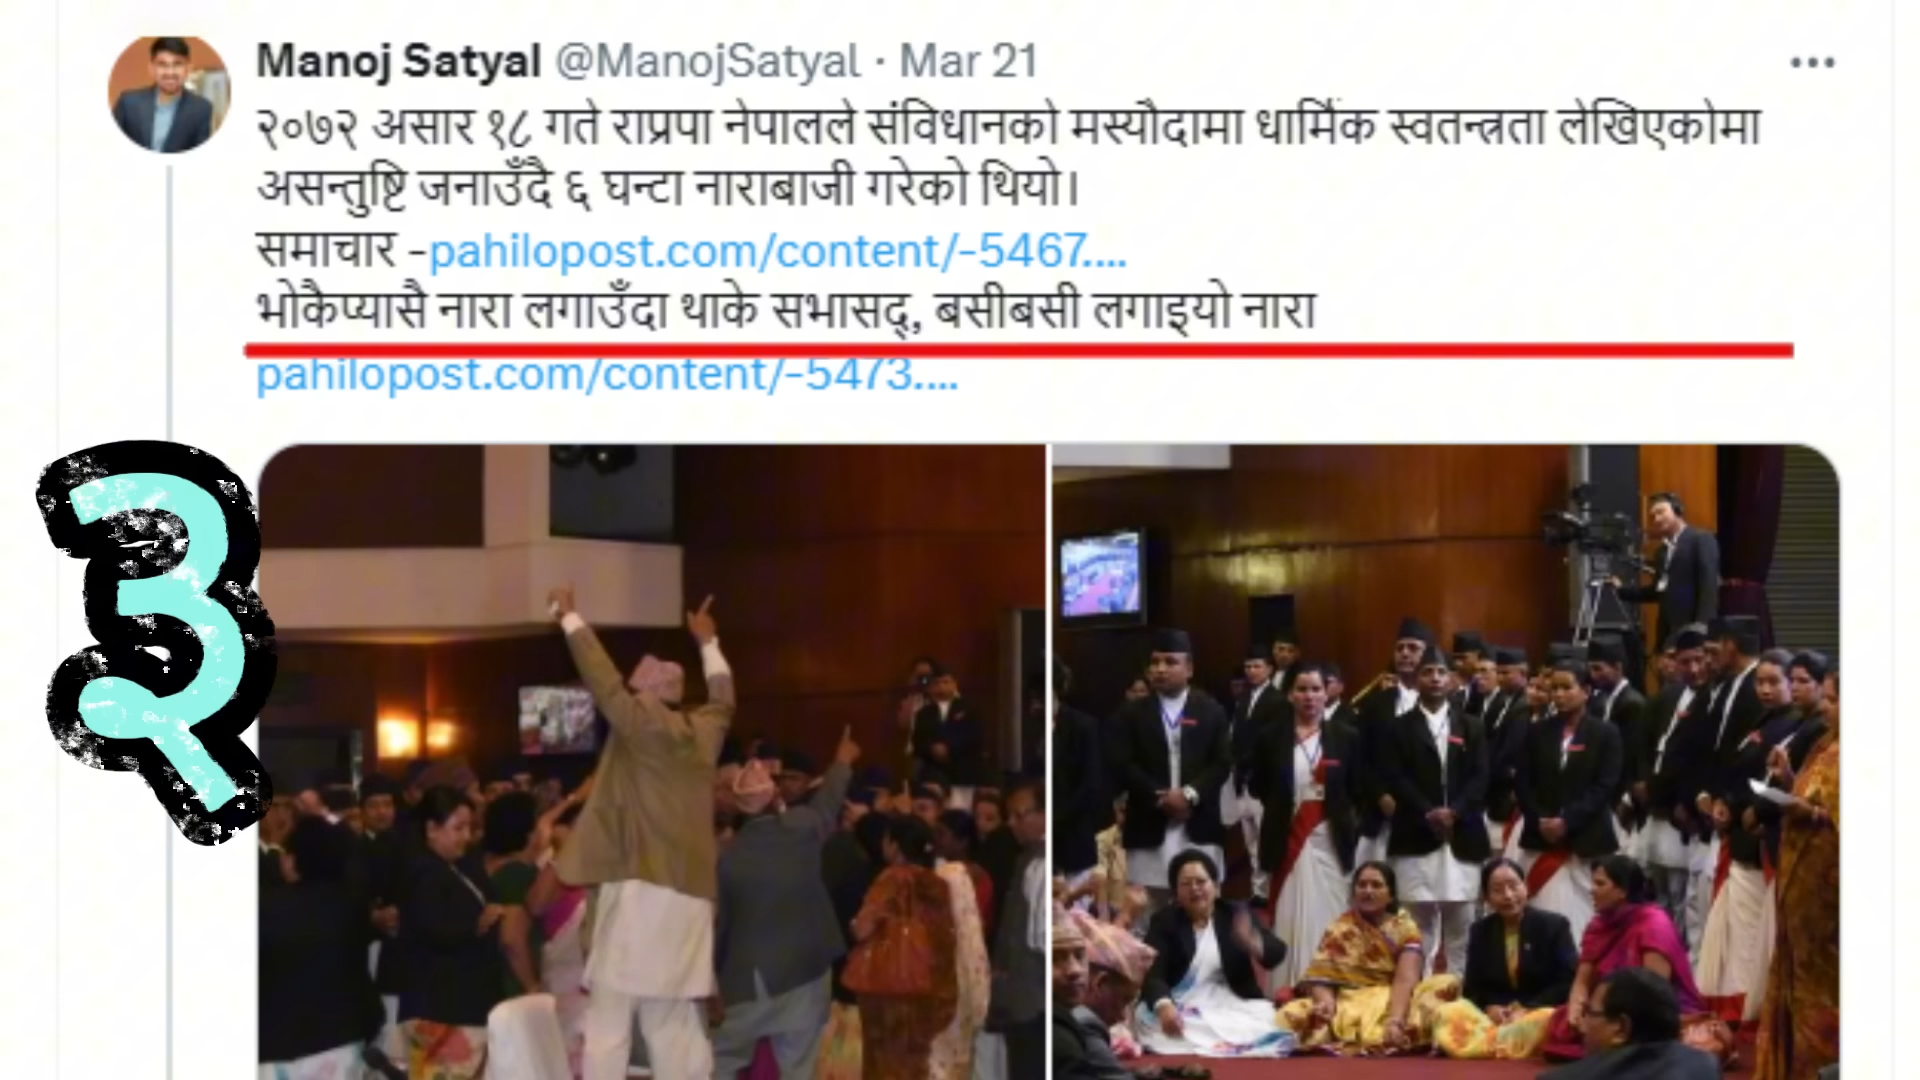 Manoj Satyal @ManojSatyal · Mar 21
२०७२ असार १८ गते राप्रपा नेपालले संविधानको मस्यौदामा धार्मिक स्वतन्त्रता लेखिएकोमा
असन्तुष्टि जनाउँदै ६ घन्टा नाराबाजी गरेको थियो।
समाचार -pahilopost.com/content/-5467....
भोकैप्यासै नारा लगाउँदा थाके सभासद्, बसीबसी लगाइयो नारा
pahilopost.com/content/-5473....
३